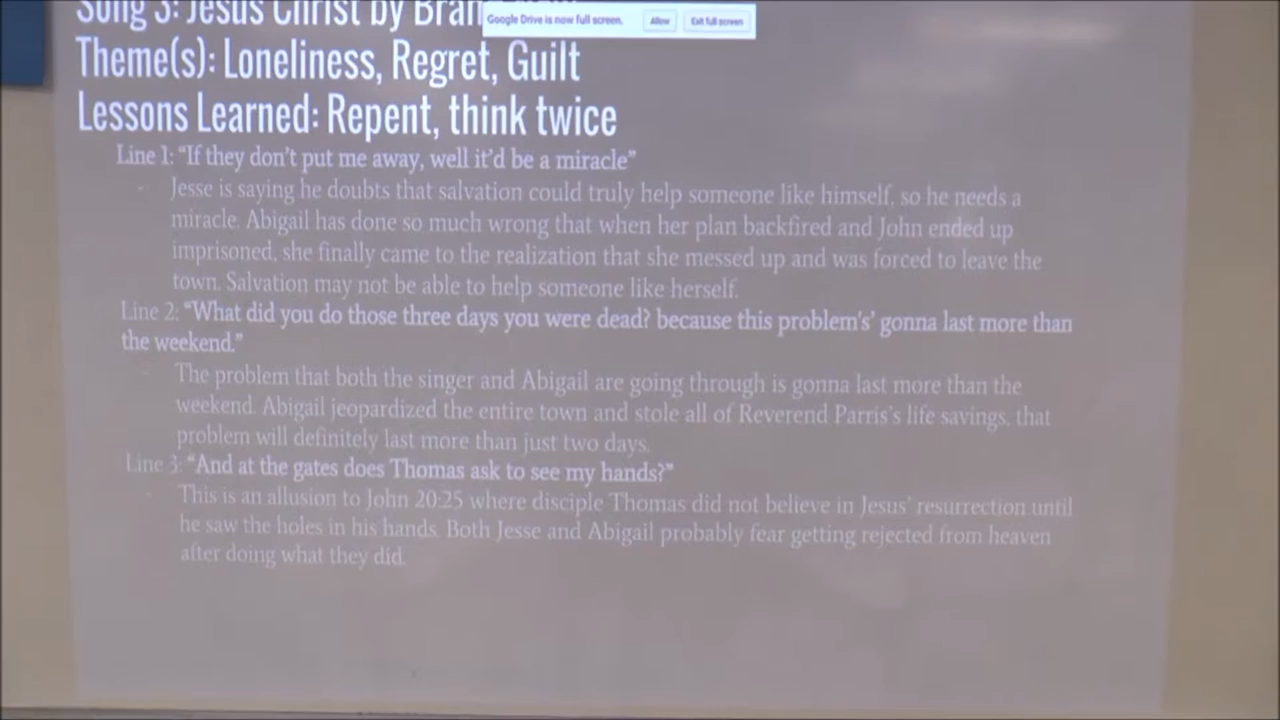 Song 3: Jesus Christ by Bran
Google Drive is now full screen. Allow Exit full screen
Theme(s): Loneliness, Regret, Guilt
Lessons Learned: Repent, think twice
Line 1: “If they don’t put me away, well it’d be a miracle”
- Jesse is saying he doubts that salvation could truly help someone like himself, so he needs a
miracle. Abigail has done so much wrong that when her plan backfired and John ended up
imprisoned, she finally came to the realization that she messed up and was forced to leave the
town. Salvation may not be able to help someone like herself.
Line 2: “What did you do those three days you were dead? because this problem's’ gonna last more than
the weekend.”
- The problem that both the singer and Abigail are going through is gonna last more than the
weekend. Abigail jeopardized the entire town and stole all of Reverend Parris’s life savings, that
problem will definitely last more than just two days.
Line 3: “And at the gates does Thomas ask to see my hands?”
- This is an allusion to John 20:25 where disciple Thomas did not believe in Jesus’ resurrection until
he saw the holes in his hands. Both Jesse and Abigail probably fear getting rejected from heaven
after doing what they did.